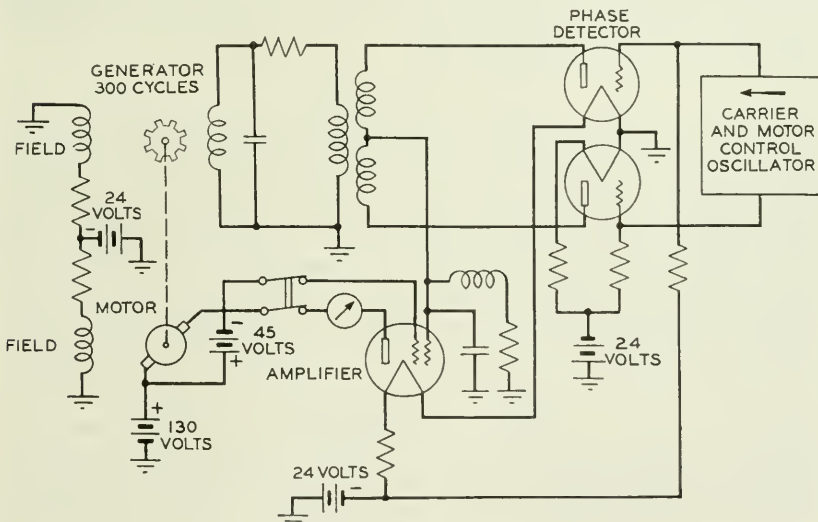 PHASE
DETECTOR
GENERATOR
300 CYCLES
FIELD
24
VOLTS
-
MOTOR
FIELD
-
45
VOLTS
+
AMPLIFIER
+
130
VOLTS
24 VOLTS
-
24
VOLTS
CARRIER
AND MOTOR
CONTROL
OSCILLATOR